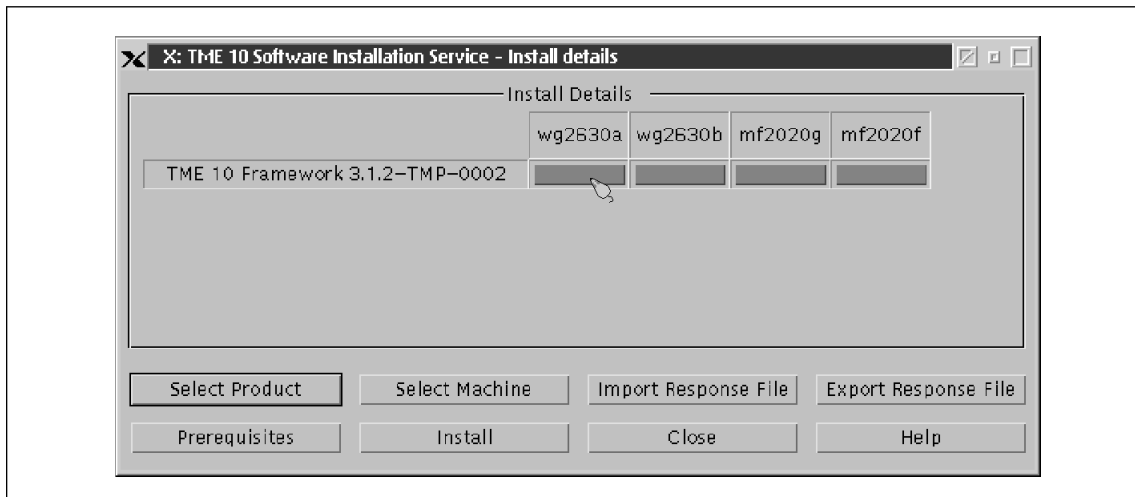 X: TME 10 Software Installation Service - Install details
Install Details
wg2630a wg2630b mf2020g mf2020f
TME 10 Framework 3.1.2-TMP-0002
Select Product Select Machine Import Response File Export Response File
Prerequisites Install Close Help